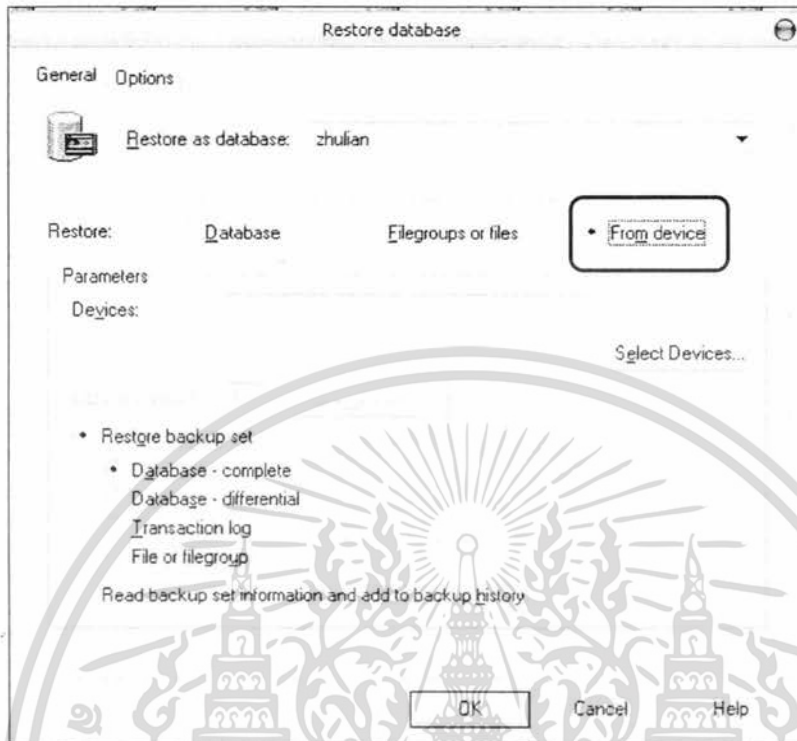 Restore database
General Options
Restore as database: zhulian
Restore: Database Filegroups or files • From device
Parameters
Devices:
Select Devices...
• Restore backup set
• Database - complete
Database - differential
Transaction log
File or filegroup
Read backup set information and add to backup history
OK Cancel Help